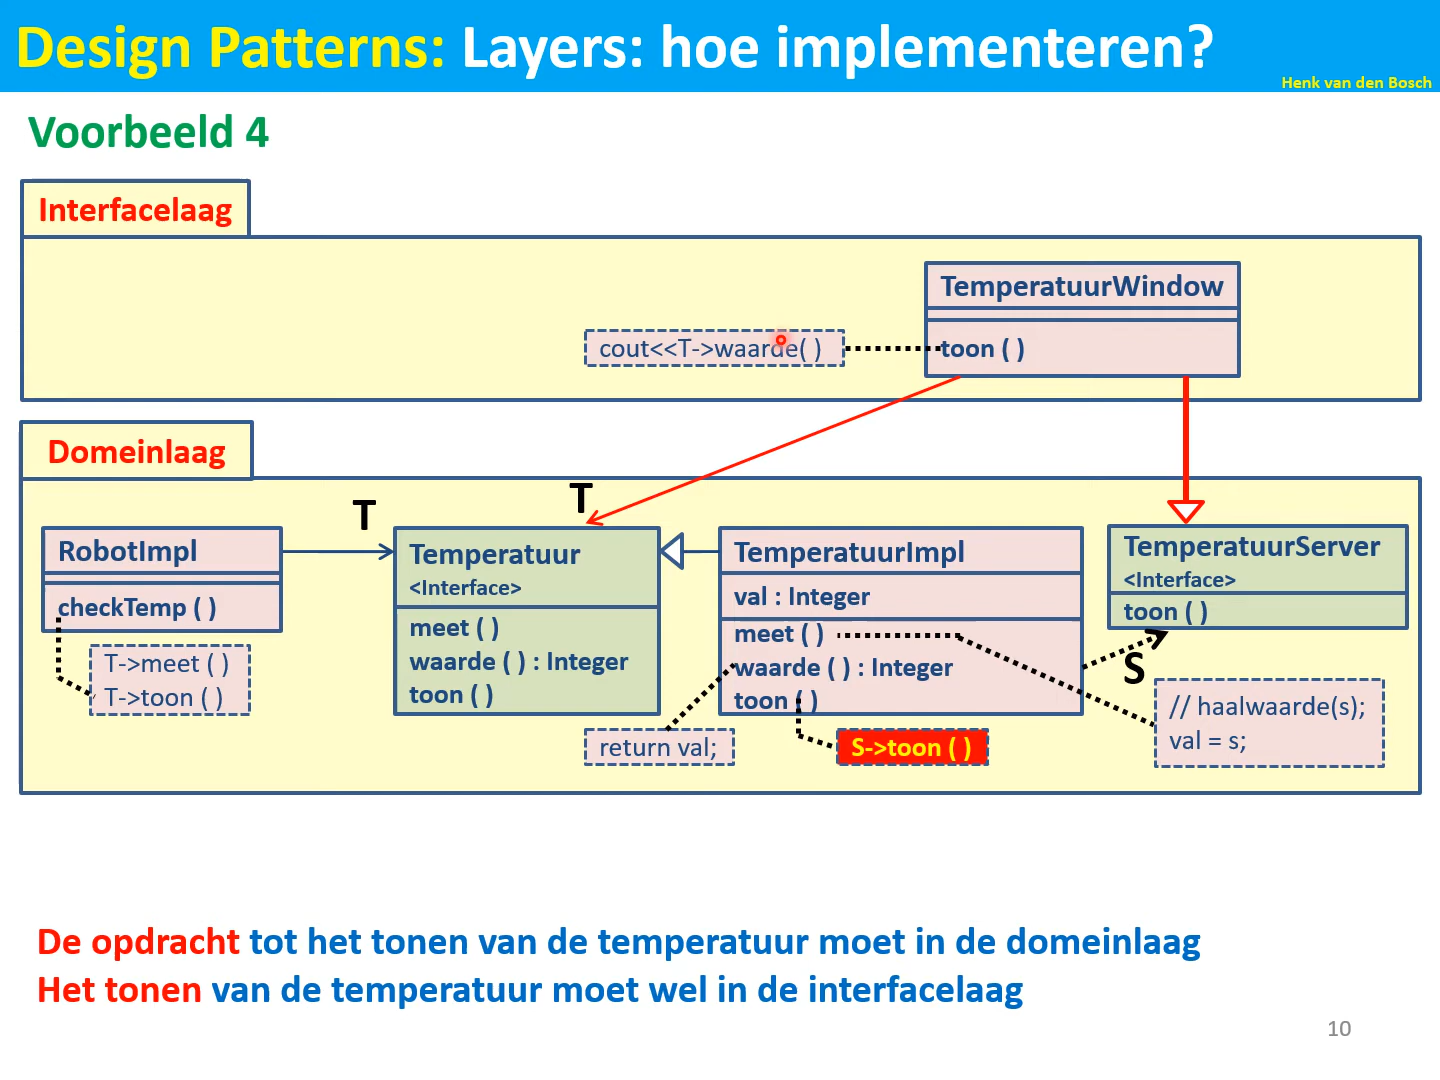 Design Patterns: Layers: hoe implementeren?
Henk van den Bosch
Voorbeeld 4
Interfacelaag
TemperatuurWindow
cout<<T->waarde( )
toon ( )
Domeinlaag
T
T
RobotImpl
checkTemp ( )
T->meet ( )
T->toon ( )
Temperatuur
<Interface>
meet ( )
waarde ( ) : Integer
toon ( )
TemperatuurImpl
val : Integer
meet ( )
waarde ( ) : Integer
toon ( )
return val;
S->toon ( )
TemperatuurServer
<Interface>
toon ( )
S
// haalwaarde(s);
val = s;
De opdracht tot het tonen van de temperatuur moet in de domeinlaag
Het tonen van de temperatuur moet wel in de interfacelaag
10